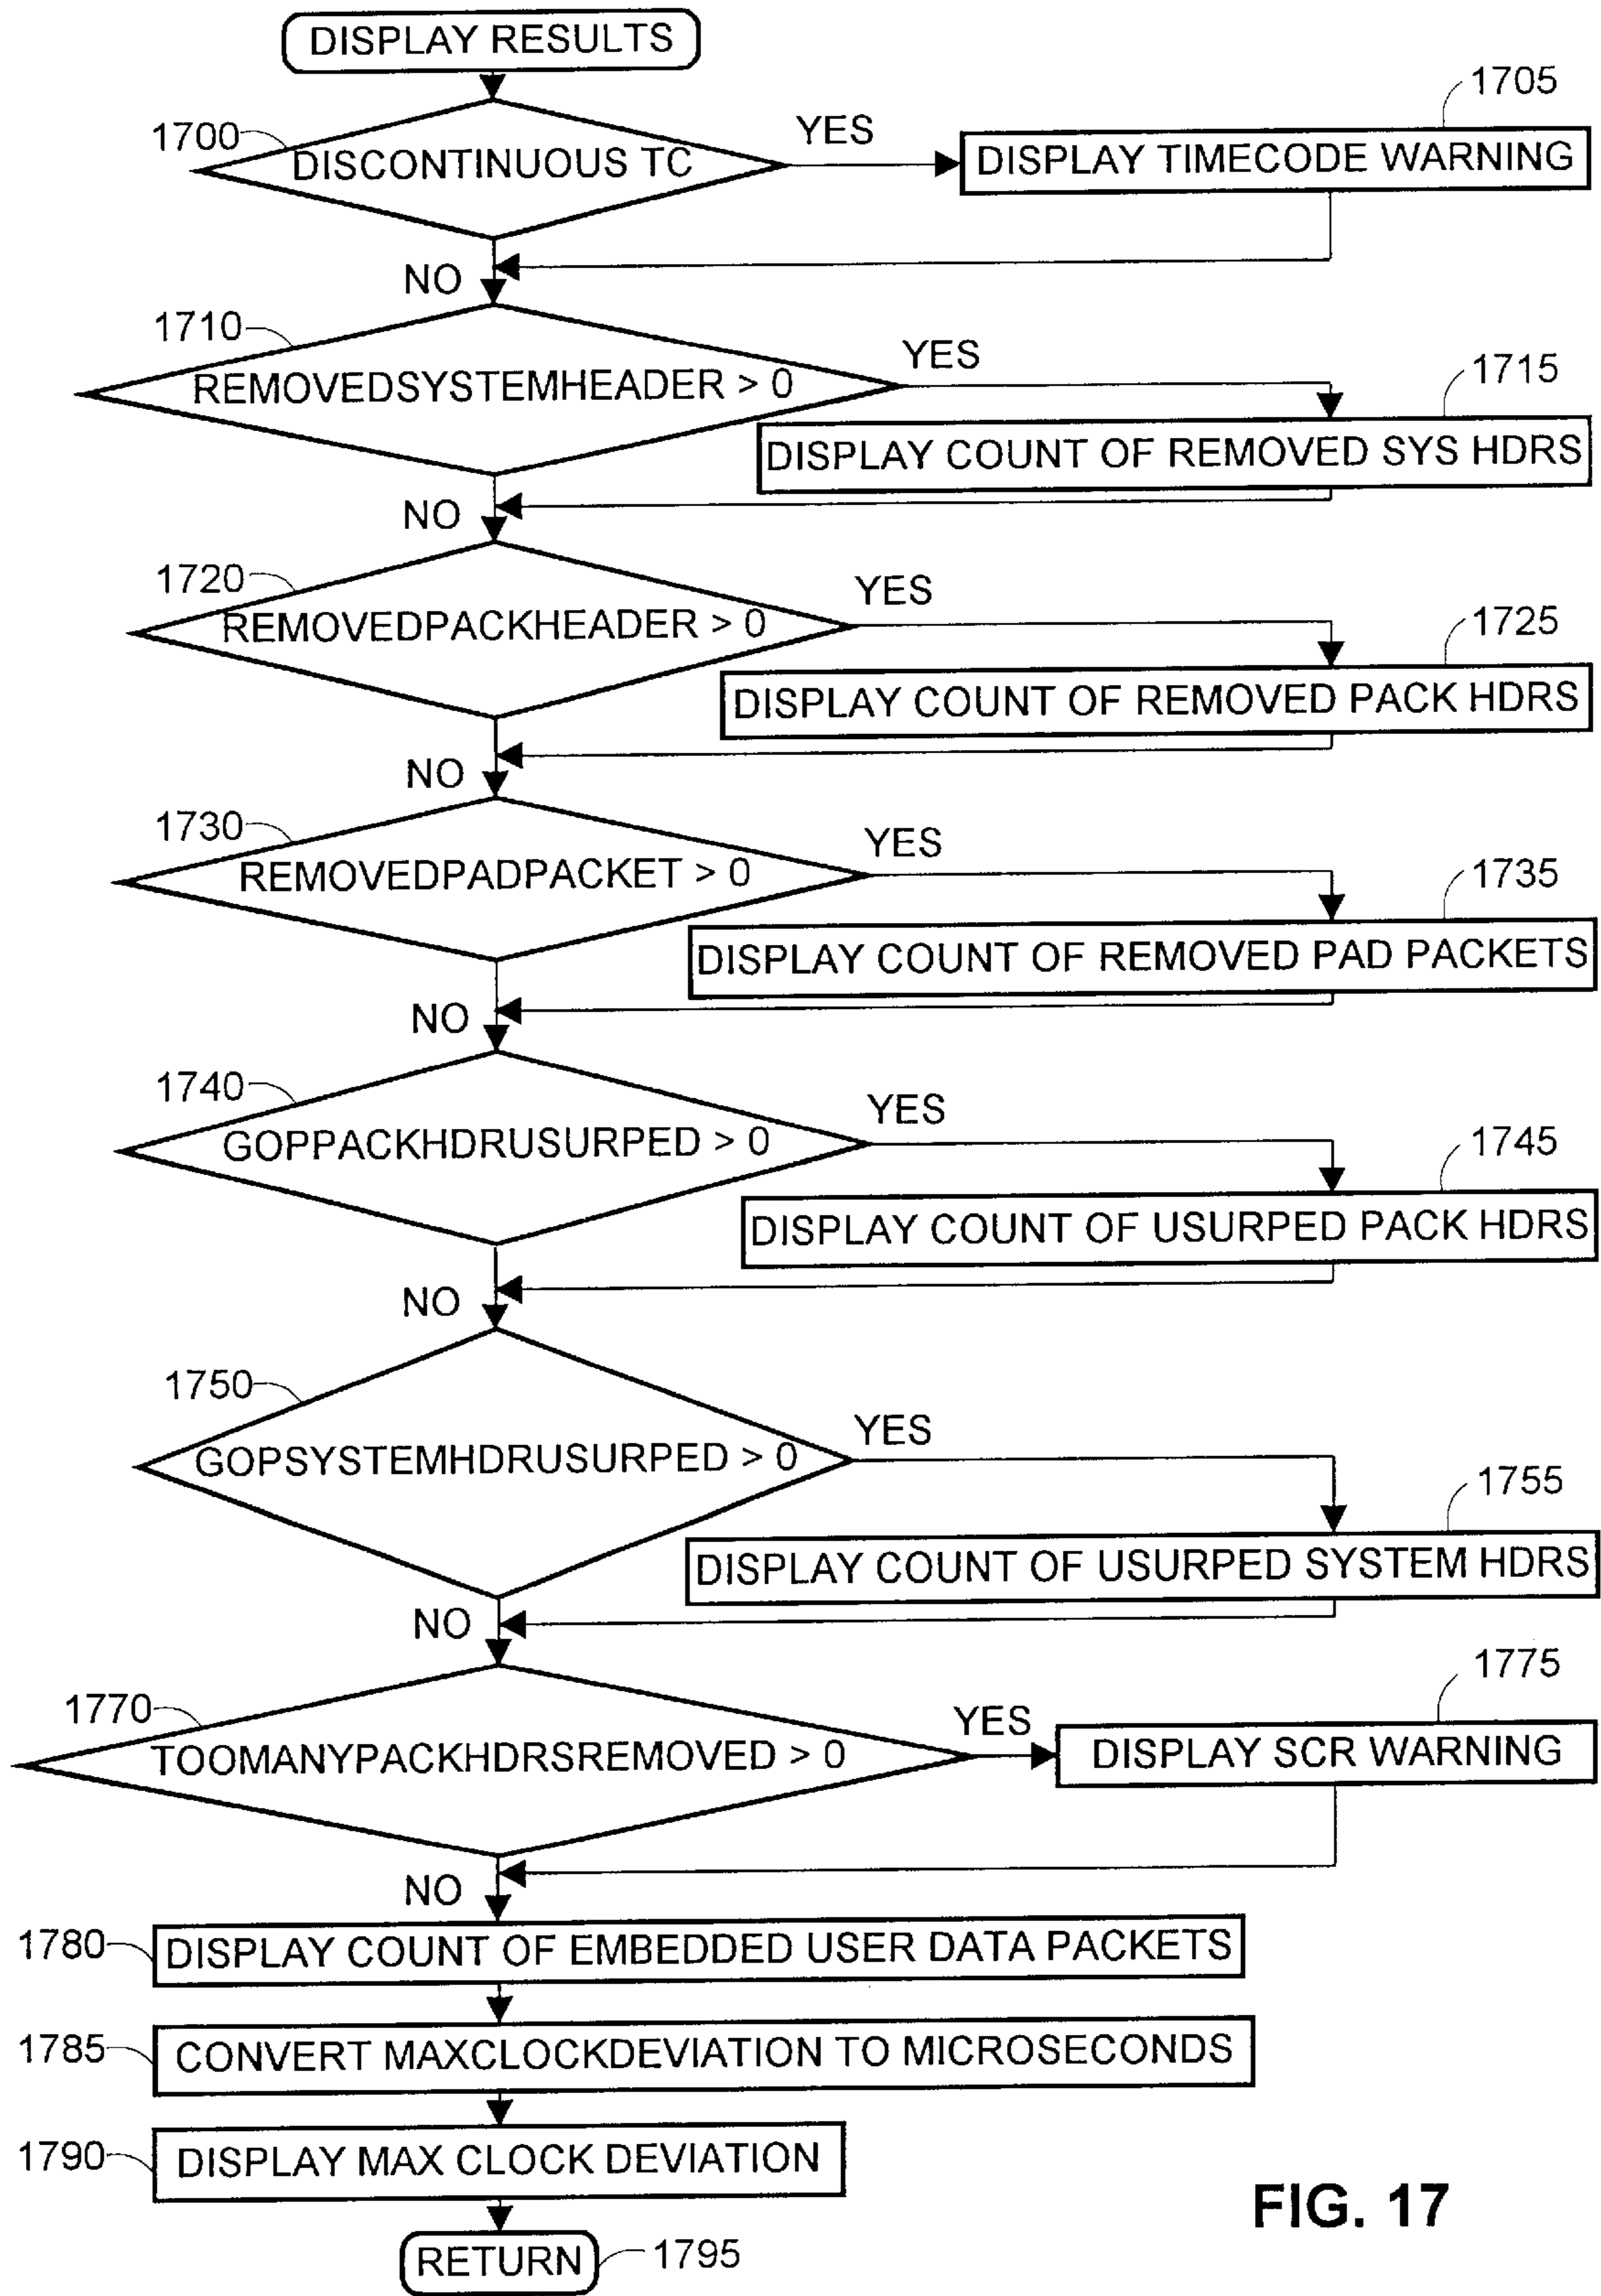 DISPLAY RESULTS
1700
DISCONTINUOUS TC
YES
1705
DISPLAY TIMECODE WARNING
NO
1710
REMOVEDSYSTEMHEADER > 0
YES
1715
DISPLAY COUNT OF REMOVED SYS HDRS
NO
1720
REMOVEDPACKHEADER > 0
YES
1725
DISPLAY COUNT OF REMOVED PACK HDRS
NO
1730
REMOVEDPADPACKET > 0
YES
1735
DISPLAY COUNT OF REMOVED PAD PACKETS
NO
1740
GOPPACKHDRUSURPED > 0
YES
1745
DISPLAY COUNT OF USURPED PACK HDRS
NO
1750
GOPSYSTEMHDRUSURPED > 0
YES
1755
DISPLAY COUNT OF USURPED SYSTEM HDRS
NO
1770
TOOMANYPACKHDRSREMOVED > 0
YES
1775
DISPLAY SCR WARNING
NO
1780
DISPLAY COUNT OF EMBEDDED USER DATA PACKETS
1785
CONVERT MAXCLOCKDEVIATION TO MICROSECONDS
1790
DISPLAY MAX CLOCK DEVIATION
RETURN
1795
FIG. 17